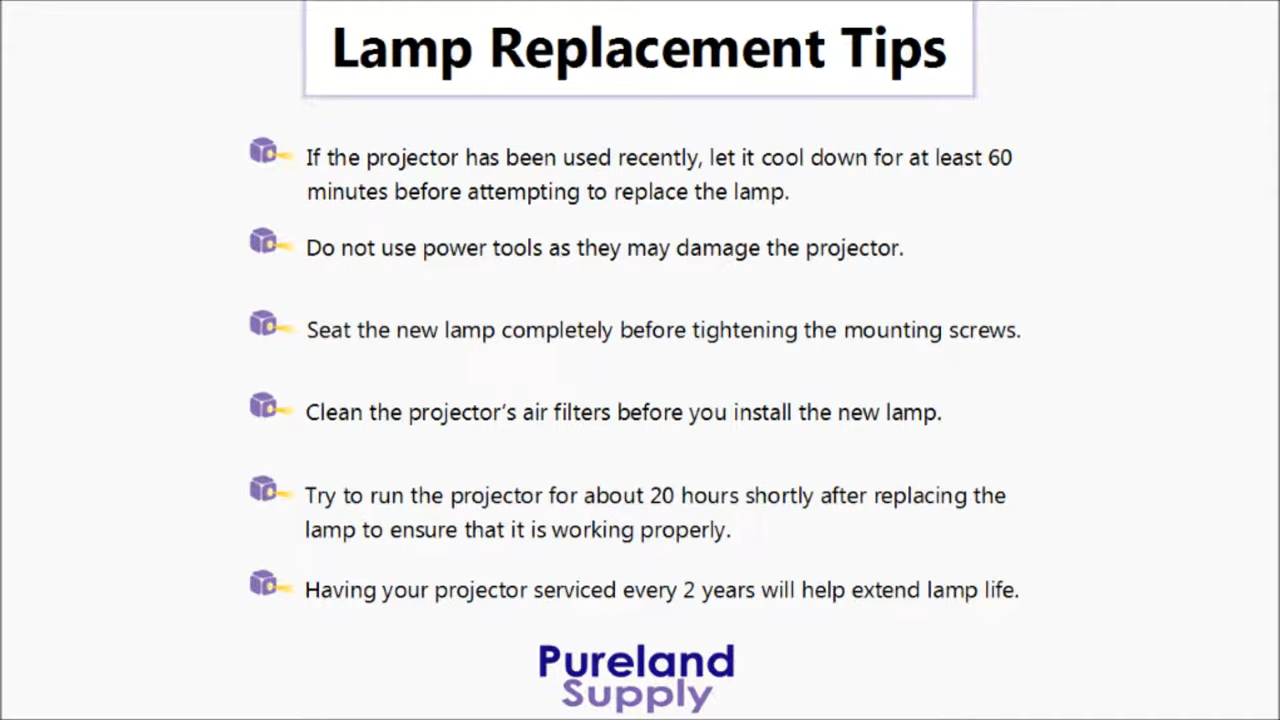 Lamp Replacement Tips
If the projector has been used recently, let it cool down for at least 60
minutes before attempting to replace the lamp.
Do not use power tools as they may damage the projector.
Seat the new lamp completely before tightening the mounting screws.
Clean the projector's air filters before you install the new lamp.
Try to run the projector for about 20 hours shortly after replacing the
lamp to ensure that it is working properly.
Having your projector serviced every 2 years will help extend lamp life.
Pureland
Supply